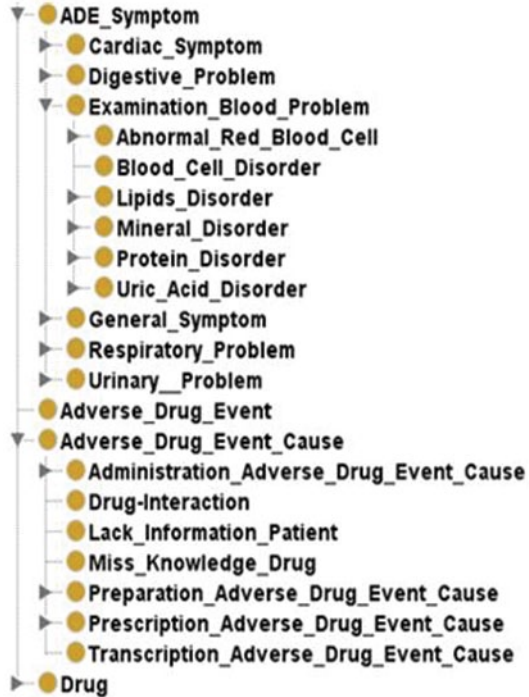 ADE_Symptom
Cardiac_Symptom
Digestive_Problem
Examination_Blood_Problem
Abnormal_Red_Blood_Cell
Blood_Cell_Disorder
Lipids_Disorder
Mineral_Disorder
Protein_Disorder
Uric_Acid_Disorder
General_Symptom
Respiratory_Problem
Urinary__Problem
Adverse_Drug_Event
Adverse_Drug_Event_Cause
Administration_Adverse_Drug_Event_Cause
Drug-Interaction
Lack_Information_Patient
Miss_Knowledge_Drug
Preparation_Adverse_Drug_Event_Cause
Prescription_Adverse_Drug_Event_Cause
Transcription_Adverse_Drug_Event_Cause
Drug